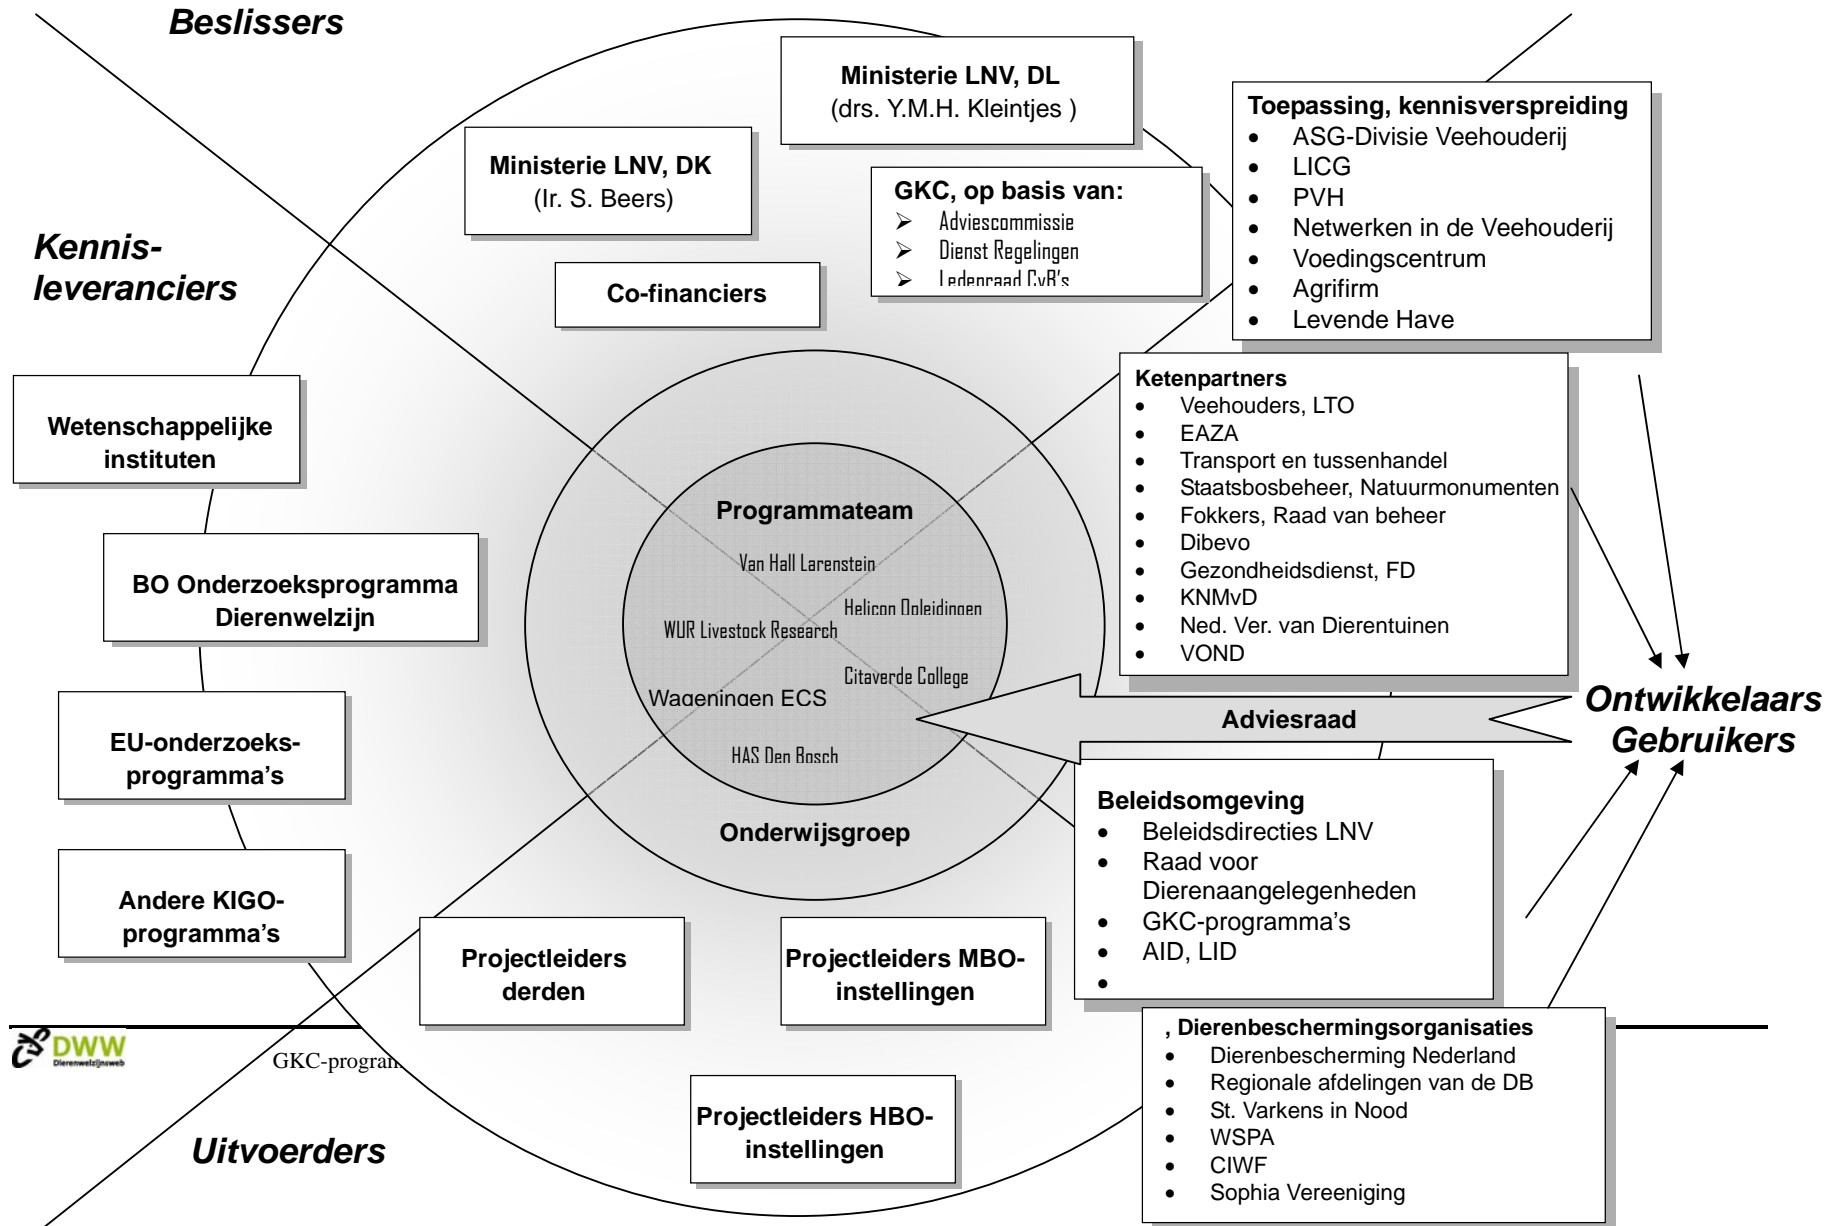 Beslissers
Ministerie LNV, DL
(drs. Y.M.H. Kleintjes )
Ministerie LNV, DK
(Ir. S. Beers)
GKC, op basis van:
➢ Adviescommissie
➢ Dienst Regelingen
➢ Ledenraad CvB's
Co-financiers
Toepassing, kennisverspreiding
• ASG-Divisie Veehouderij
• LICG
• PVH
• Netwerken in de Veehouderij
• Voedingscentrum
• Agrifirm
• Levende Have
Kennis-
leveranciers
Wetenschappelijke
instituten
BO Onderzoeksprogramma
Dierenwelzijn
EU-onderzoeks-
programma's
Andere KIGO-
programma's
Programmateam
Van Hall Larenstein
Helicon Opleidingen
WUR Livestock Research
Citaverde College
Wageningen ECS
HAS Den Bosch
Onderwijsgroep
Ketenpartners
• Veehouders, LTO
• EAZA
• Transport en tussenhandel
• Staatsbosbeheer, Natuurmonumenten
• Fokkers, Raad van beheer
• Dibevo
• Gezondheidsdienst, FD
• KNMvD
• Ned. Ver. van Dierentuinen
• VOND
Adviesraad
Ontwikkelaars
Gebruikers
Beleidsomgeving
• Beleidsdirecties LNV
• Raad voor
Dierenaangelegenheden
• GKC-programma's
• AID, LID
•
, Dierenbeschermingsorganisaties
• Dierenbescherming Nederland
• Regionale afdelingen van de DB
• St. Varkens in Nood
• WSPA
• CIWF
• Sophia Vereeniging
Projectleiders
derden
Projectleiders MBO-
instellingen
Projectleiders HBO-
instellingen
DWW
Dierenwelzijnsweb
GKC-program
Uitvoerders